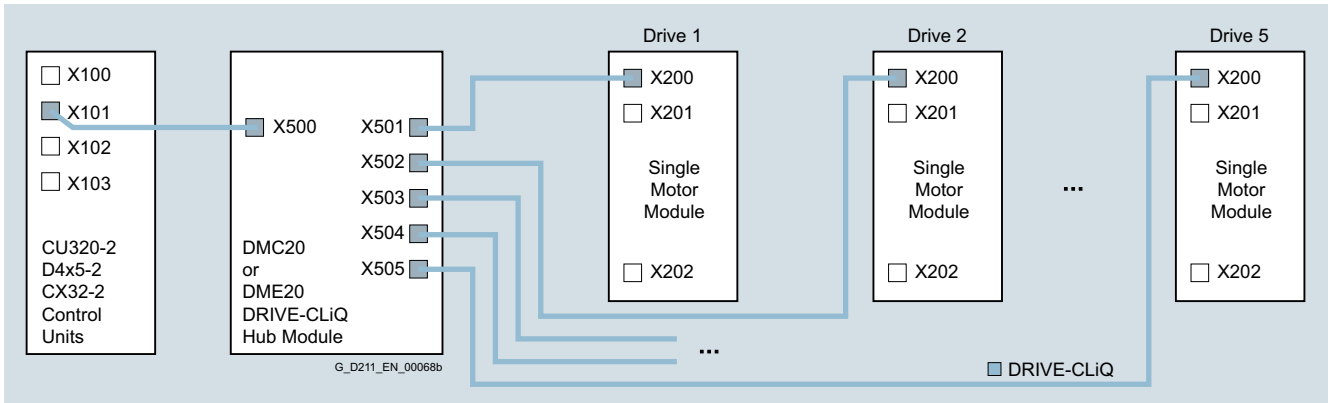 Drive 1
Drive 2
Drive 5
X100
X101
X102
X103
CU320-2
D4x5-2
CX32-2
Control
Units
X500
X501
X502
X503
X504
X505
DMC20
or
DME20
DRIVE-CLiQ
Hub Module
G_D211_EN_00068b
X200
X201
Single
Motor
Module
X202
X200
X201
Single
Motor
Module
X202
...
X200
X201
Single
Motor
Module
X202
...
DRIVE-CLiQ